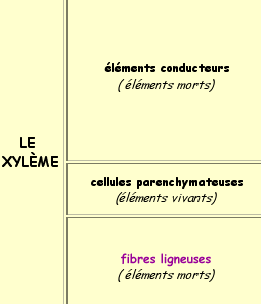 LE
XYLÈME
éléments conducteurs
( éléments morts)
cellules parenchymateuses
(éléments vivants)
fibres ligneuses
( éléments morts)